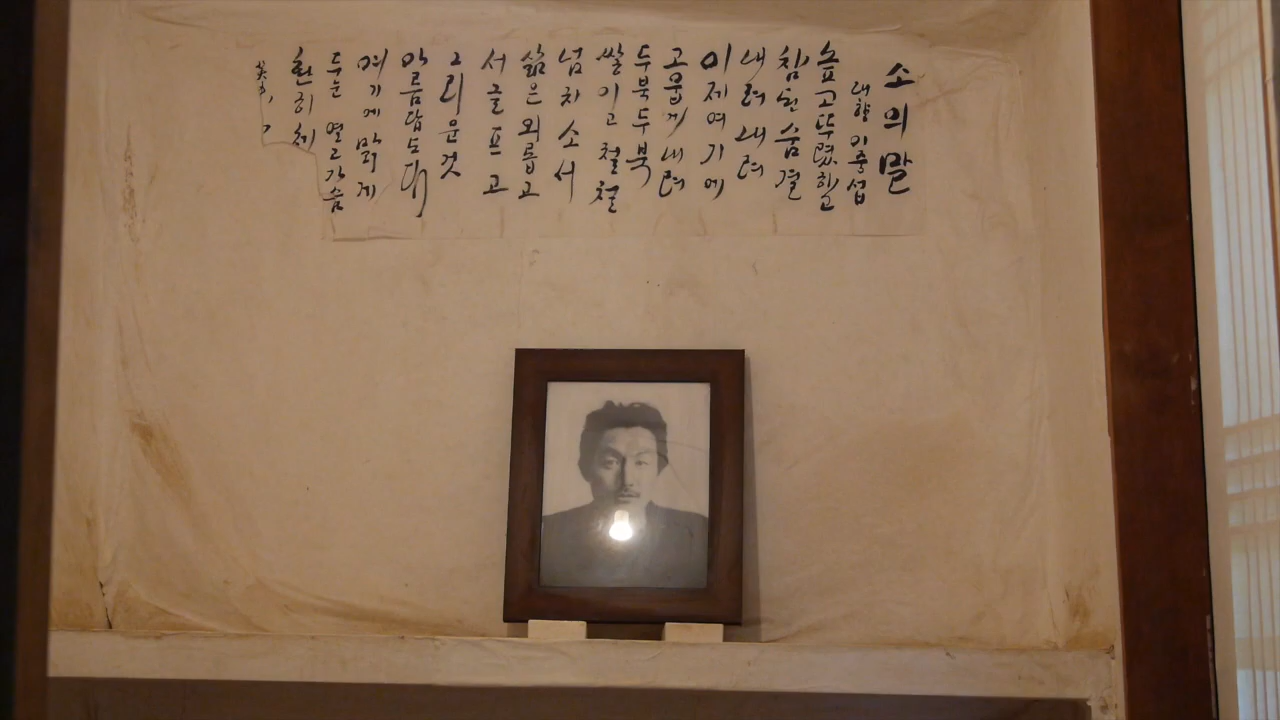 소의 말
대향 이중섭
높고 뚜렷하고
참된 숨결
내려 내려
이제 여기에
고웁게 내려
두북두북
쌓이고 철철
넘치소서
삶은 외롭고
서글프고
그리운 것
아름답도다
여기에 맑게
두 눈 열고 가슴
환히 헤